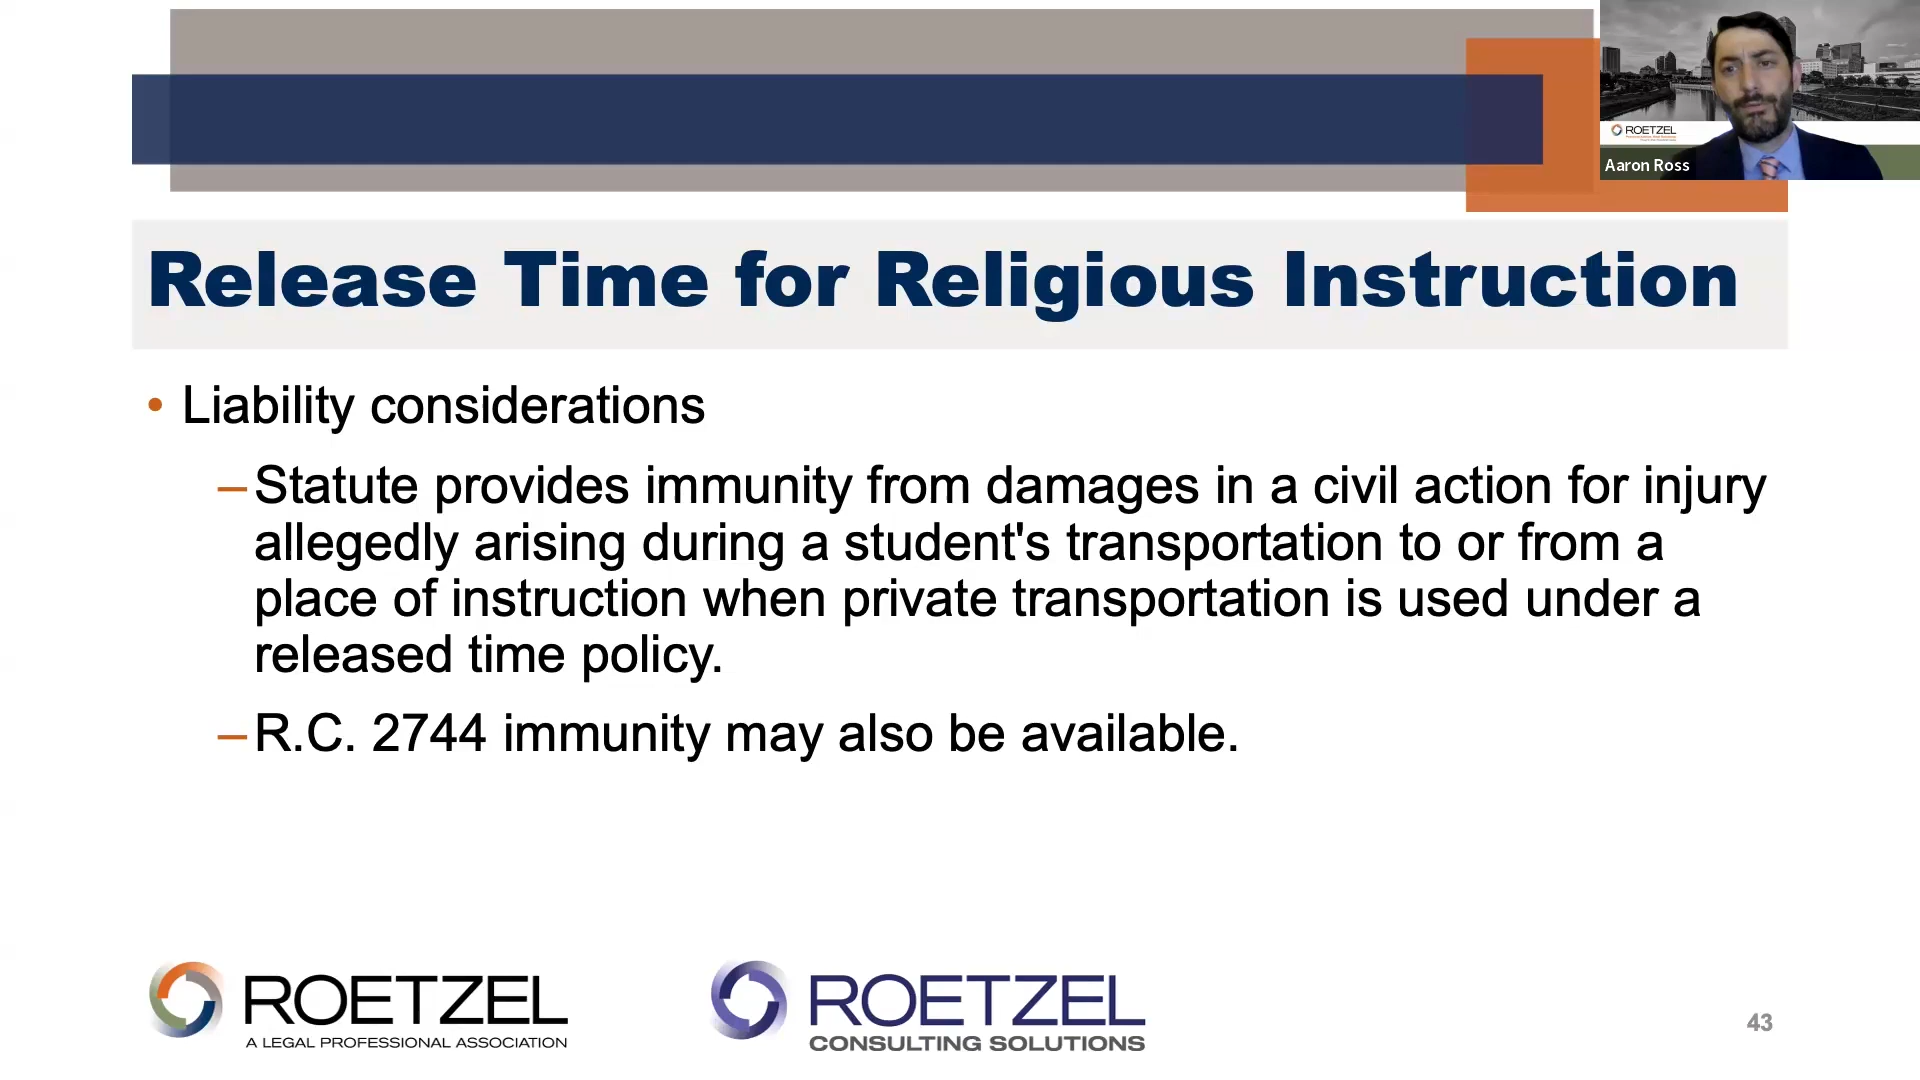 ROETZEL
Aaron Ross
Release Time for Religious Instruction
• Liability considerations
– Statute provides immunity from damages in a civil action for injury
allegedly arising during a student's transportation to or from a
place of instruction when private transportation is used under a
released time policy.
– R.C. 2744 immunity may also be available.
ROETZEL
A LEGAL PROFESSIONAL ASSOCIATION
ROETZEL
CONSULTING SOLUTIONS
43